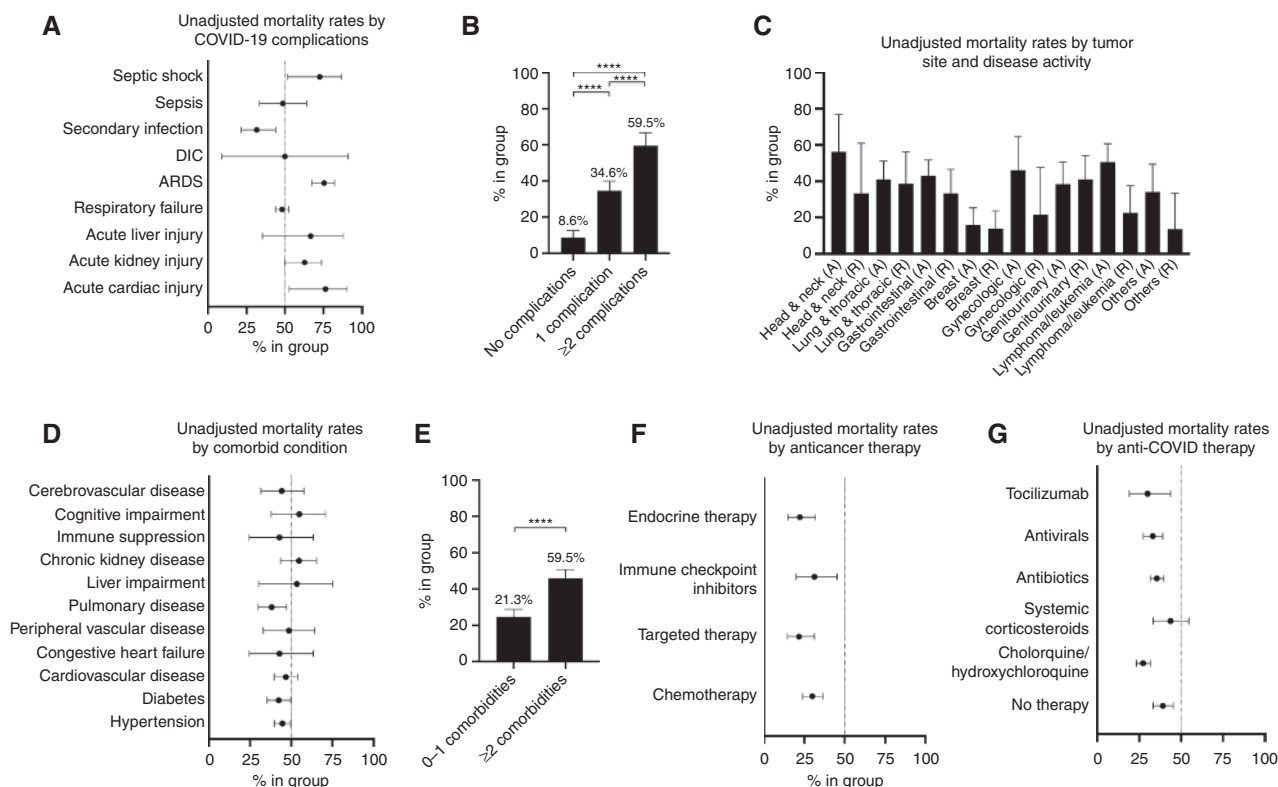 A
Unadjusted mortality rates by
COVID-19 complications
Septic shock
Sepsis
Secondary infection
DIC
ARDS
Respiratory failure
Acute liver injury
Acute kidney injury
Acute cardiac injury
0 25 50 75 100
% in group
B
% in group
100
80
60
40
20
0
****
**** ****
8.6%
34.6%
59.5%
No complications
1 complication
≥2 complications
C
Unadjusted mortality rates by tumor
site and disease activity
% in group
100
80
60
40
20
0
Head & neck (A)
Head & neck (R)
Lung & thoracic (A)
Lung & thoracic (R)
Gastrointestinal (A)
Gastrointestinal (R)
Breast (A)
Breast (R)
Gynecologic (A)
Gynecologic (R)
Genitourinary (A)
Genitourinary (R)
Lymphoma/leukemia (A)
Lymphoma/leukemia (R)
Others (A)
Others (R)
D
Unadjusted mortality rates
by comorbid condition
Cerebrovascular disease
Cognitive impairment
Immune suppression
Chronic kidney disease
Liver impairment
Pulmonary disease
Peripheral vascular disease
Congestive heart failure
Cardiovascular disease
Diabetes
Hypertension
0 25 50 75 100
% in group
E
% in group
100
80
60
40
20
0
****
21.3%
59.5%
0–1 comorbidities
≥2 comorbidities
F
Unadjusted mortality rates
by anticancer therapy
Endocrine therapy
Immune checkpoint
inhibitors
Targeted therapy
Chemotherapy
0 25 50 75 100
% in group
G
Unadjusted mortality rates
by anti-COVID therapy
Tocilizumab
Antivirals
Antibiotics
Systemic
corticosteroids
Cholorquine/
hydroxychloroquine
No therapy
0 25 50 75 100
% in group